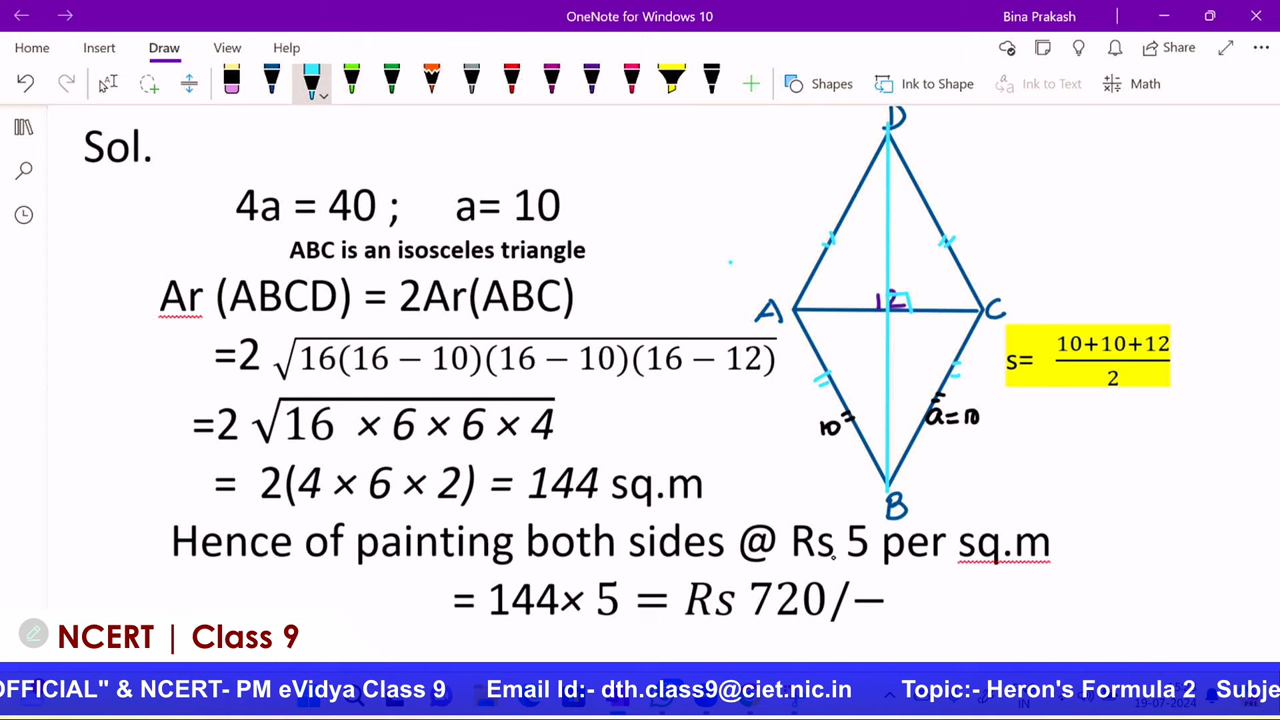 OneNote for Windows 10
Bina Prakash
Home Insert Draw View Help
Share
Shapes Ink to Shape Ink to Text Math
Sol.
4a = 40 ; a= 10
ABC is an isosceles triangle
Ar (ABCD) = 2Ar(ABC)
=2 √16(16 − 10)(16 − 10)(16 − 12)
=2 √16 × 6 × 6 × 4
= 2(4 × 6 × 2) = 144 sq.m
Hence of painting both sides @ Rs 5 per sq.m
= 144× 5 = Rs 720/−
D
A
12
C
s= 10+10+12
2
10
a=10
B
NCERT | Class 9
OFFICIAL" & NCERT- PM eVidya Class 9 Email Id:- dth.class9@ciet.nic.in Topic:- Heron's Formula 2 Subje
19-07-2024